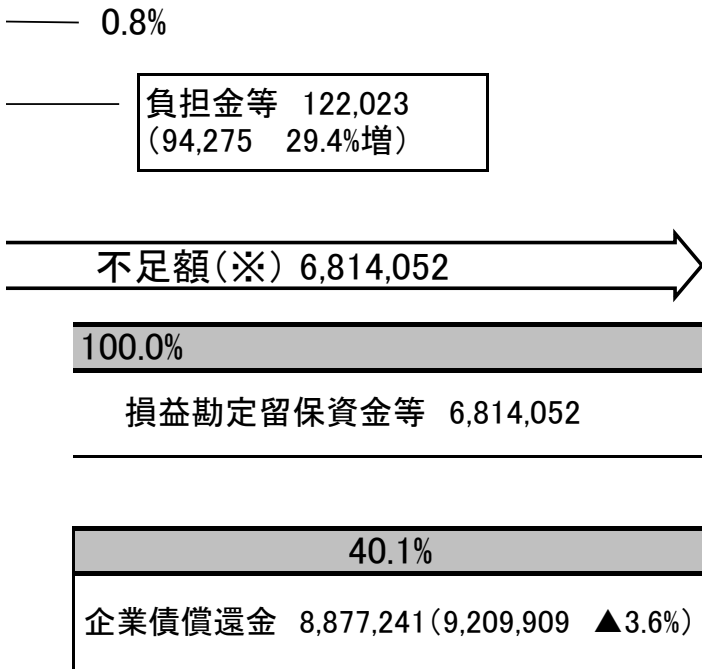 0.8%
負担金等 122,023
（94,275 29.4%増）
不足額（※） 6,814,052
100.0%
損益勘定留保資金等 6,814,052
40.1%
企業債償還金 8,877,241（9,209,909 ▲3.6%）